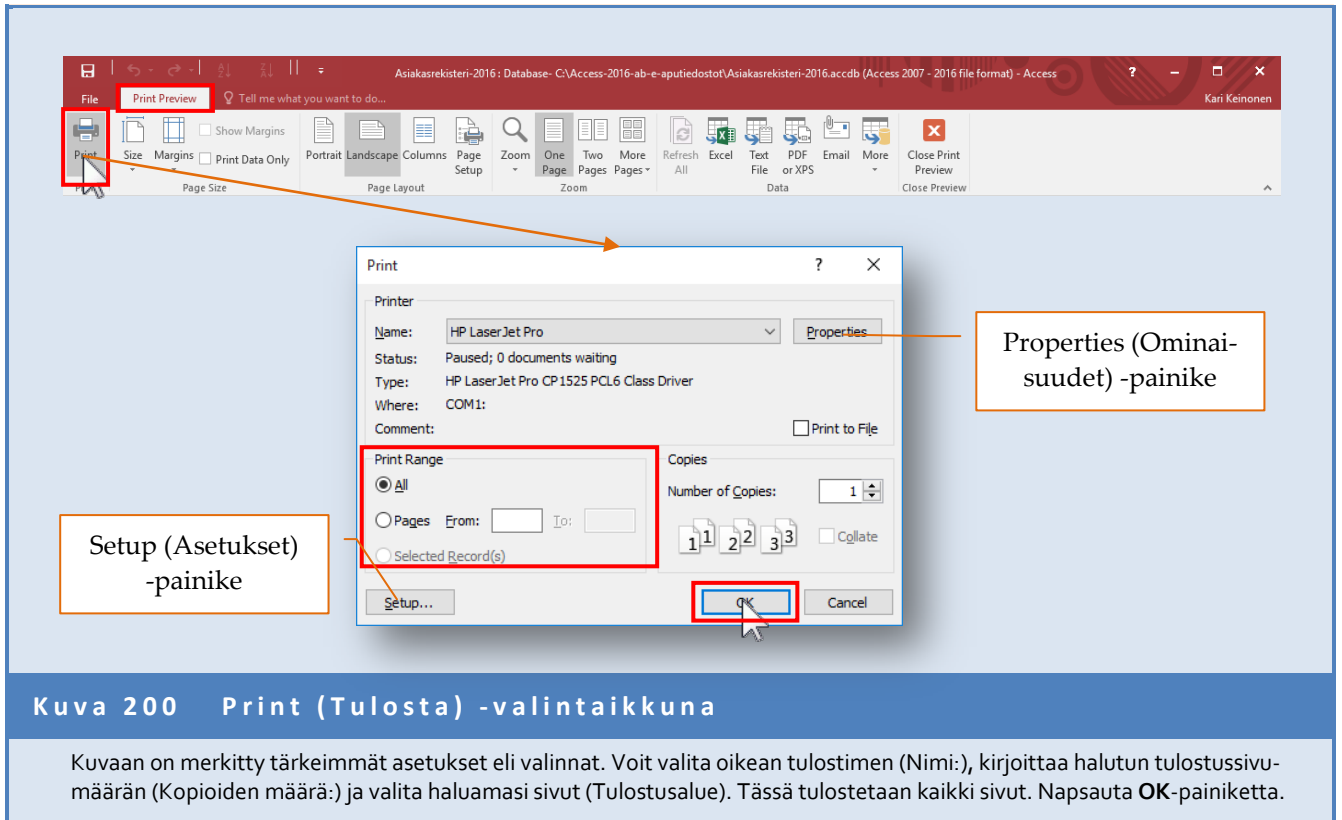 Asiakasrekisteri-2016 : Database- C:\Access-2016-ab-e-aputiedostot\Asiakasrekisteri-2016.accdb (Access 2007 - 2016 file format) - Access ?
File Print Preview Tell me what you want to do... Kari Keinonen
Print Size Margins Show Margins Print Data Only Portrait Landscape Columns Page Setup Zoom One Page Two Pages More Pages Refresh All Excel Text File PDF or XPS Email More Close Print Preview
Page Size Page Layout Zoom Data Close Preview
Print ?
Printer
Name: HP LaserJet Pro Properties
Status: Paused; 0 documents waiting
Type: HP LaserJet Pro CP1525 PCL6 Class Driver
Where: COM1:
Comment: Print to File
Print Range
All
Pages From: To:
Selected Record(s)
Copies
Number of Copies: 1
1 1 2 2 3 3 Collate
Setup... OK Cancel
Properties (Ominai-
suudet) -painike
Setup (Asetukset)
-painike
Kuva 200 Print (Tulosta) -valintaikkuna
Kuvaan on merkitty tärkeimmät asetukset eli valinnat. Voit valita oikean tulostimen (Nimi:), kirjoittaa halutun tulostussivu-
määrän (Kopioiden määrä:) ja valita haluamasi sivut (Tulostusalue). Tässä tulostetaan kaikki sivut. Napsauta OK-painiketta.